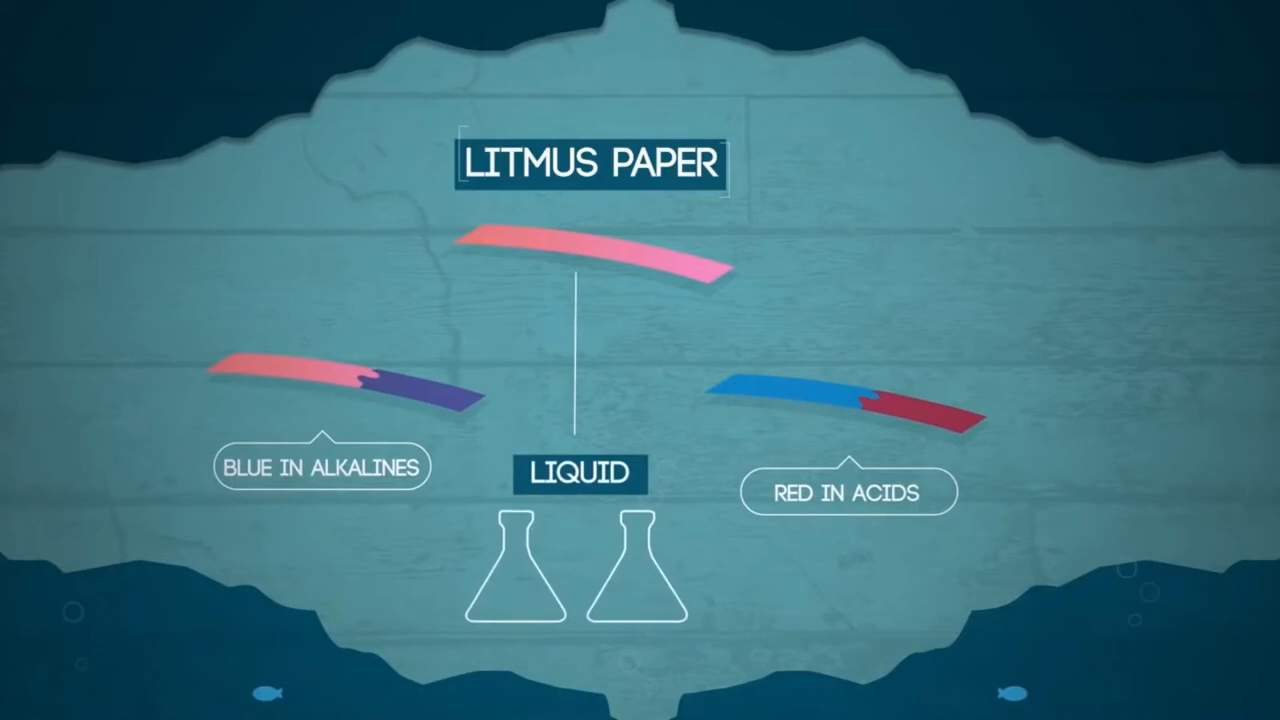 LITMUS PAPER
BLUE IN ALKALINES
LIQUID
RED IN ACIDS